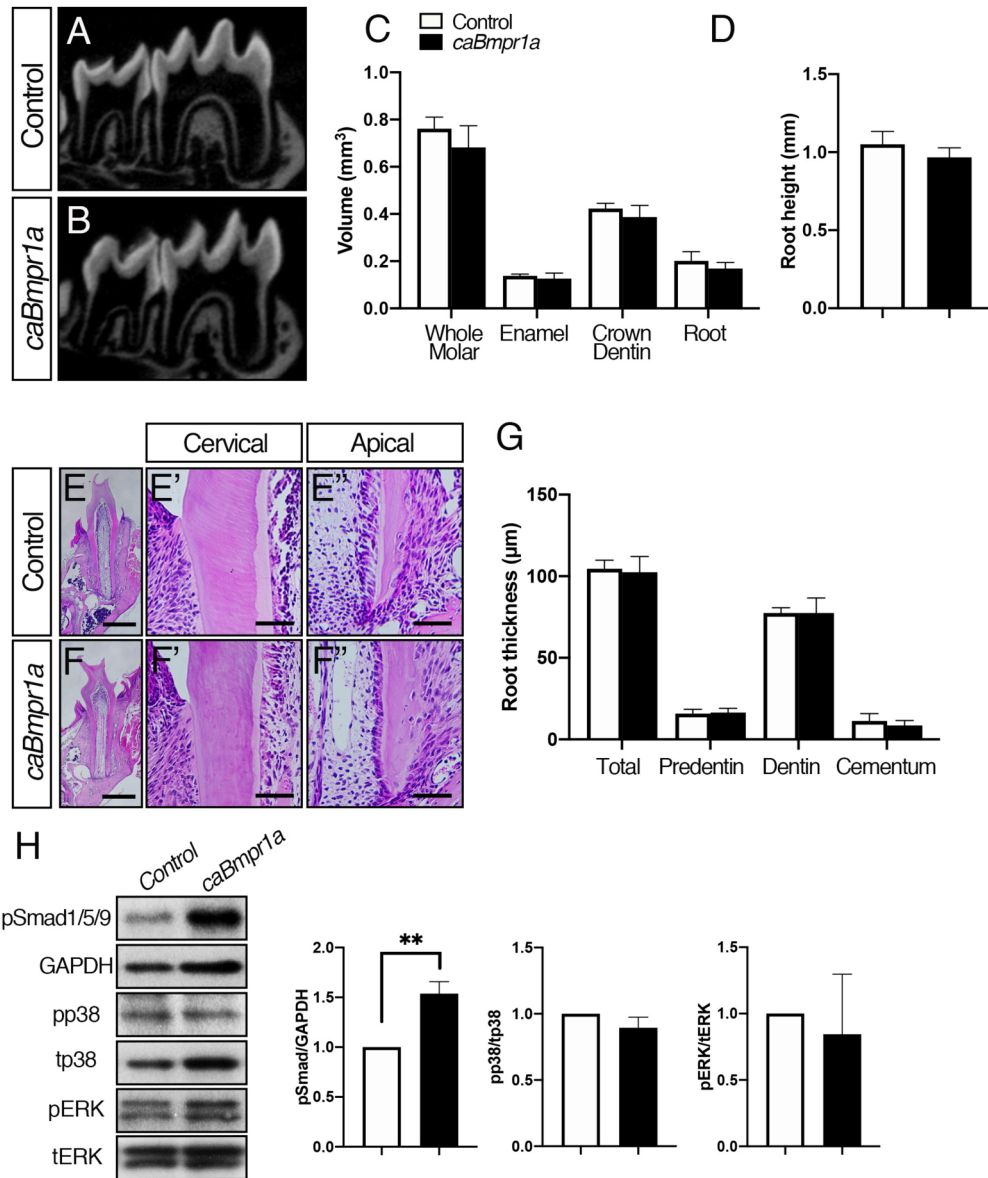 A
B
Control
caBmpr1a
C
Control
caBmpr1a
Volume (mm³)
1.0
0.8
0.6
0.4
0.2
0.0
Whole
Molar
Enamel
Crown
Dentin
Root
D
Root height (mm)
1.5
1.0
0.5
0.0
Cervical
Apical
Control
caBmpr1a
E
E'
E"
F
F'
F"
G
Root thickness (μm)
150
100
50
0
Total
Predentin
Dentin
Cementum
H
Control
caBmpr1a
pSmad1/5/9
GAPDH
pp38
tp38
pERK
tERK
pSmad/GAPDH
2.0
1.5
1.0
0.5
0.0
**
pp38/tp38
1.5
1.0
0.5
0.0
pERK/tERK
1.5
1.0
0.5
0.0